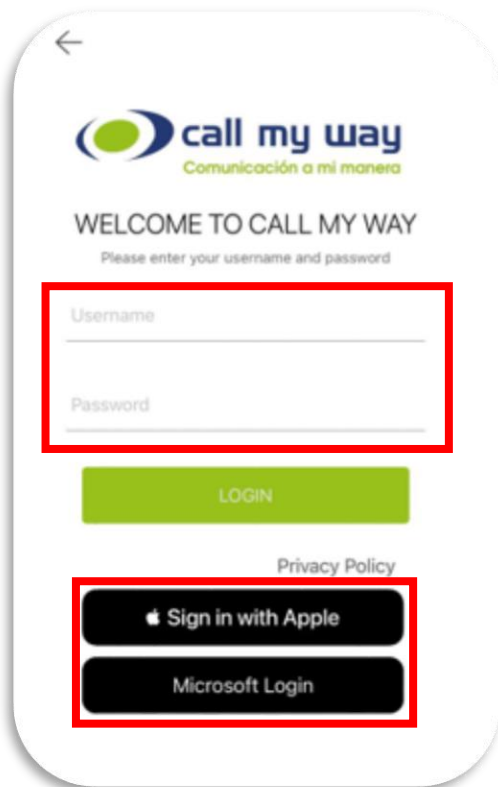 call my way
Comunicación a mi manera
WELCOME TO CALL MY WAY
Please enter your username and password
Username
Password
LOGIN
Privacy Policy
Sign in with Apple
Microsoft Login